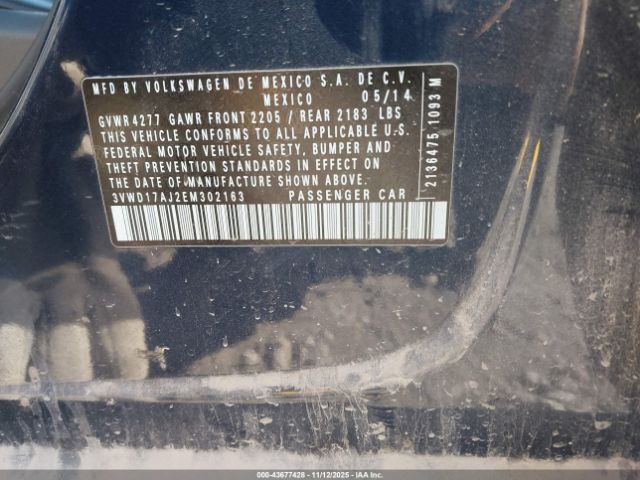 MFD BY VOLKSWAGEN DE MEXICO S.A. DE C.V.
MEXICO 05/14
GVWR 4277 GAWR FRONT 2205 / REAR 2183 LBS
THIS VEHICLE CONFORMS TO ALL APPLICABLE U.S.
FEDERAL MOTOR VEHICLE SAFETY, BUMPER AND
THEFT PREVENTION STANDARDS IN EFFECT ON
THE DATE OF MANUFACTURE SHOWN ABOVE.
3VWD17AJ2EM302163 PASSENGER CAR
2136475 1093 M
000-43677428 - 11/12/2025 - IAAI.COM